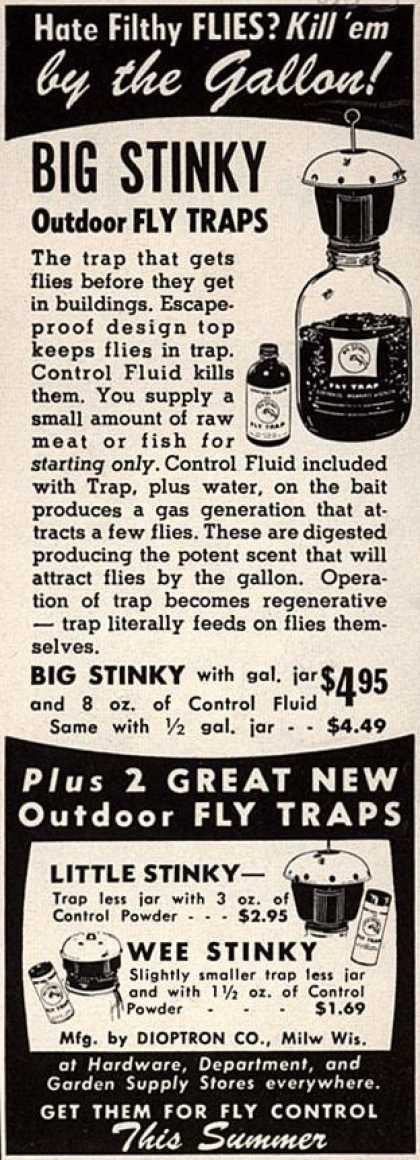 Hate Filthy FLIES? Kill 'em
by the Gallon!
BIG STINKY
Outdoor FLY TRAPS
The trap that gets
flies before they get
in buildings. Escape-
proof design top
keeps flies in trap.
Control Fluid kills
them. You supply a
small amount of raw
meat or fish for
starting only. Control Fluid included
with Trap, plus water, on the bait
produces a gas generation that at-
tracts a few flies. These are digested
producing the potent scent that will
attract flies by the gallon. Opera-
tion of trap becomes regenerative
— trap literally feeds on flies them-
selves.
FLY TRAP
FLY TRAP
BIG STINKY with gal. jar $4.95
and 8 oz. of Control Fluid
Same with ½ gal. jar - - $4.49
Plus 2 GREAT NEW
Outdoor FLY TRAPS
LITTLE STINKY—
Trap less jar with 3 oz. of
Control Powder - - - $2.95
FLY TRAP
WEE STINKY
Slightly smaller trap less jar
and with 1½ oz. of Control
Powder - - - $1.69
FLY TRAP
Mfg. by DIOPTRON CO., Milw Wis.
at Hardware, Department, and
Garden Supply Stores everywhere.
GET THEM FOR FLY CONTROL
This Summer